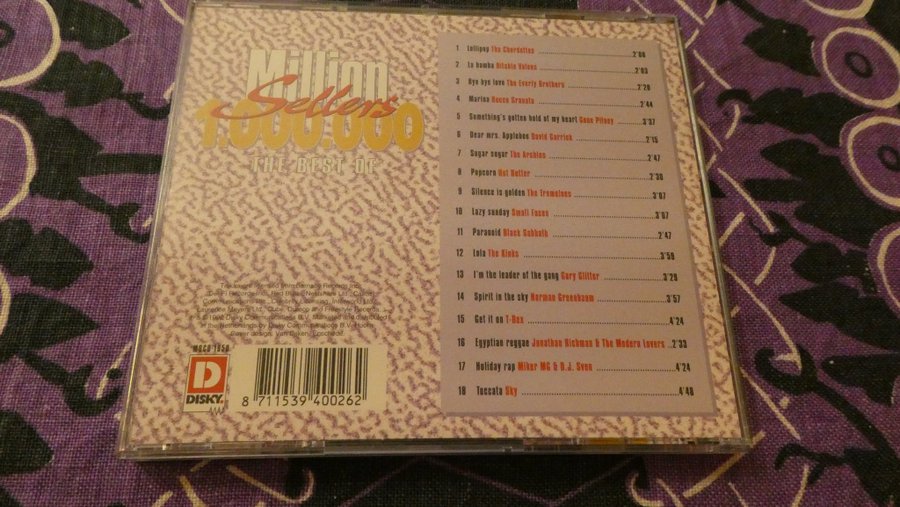 Million
Sellers
1.000.000
THE BEST OF
1 Lollipop The Chordettes 2'08
2 La bamba Ritchie Valens 2'03
3 Bye bye love The Everly Brothers 2'20
4 Marina Rocco Granata 2'44
5 Something's gotten hold of my heart Gene Pitney 3'37
6 Dear mrs. Applebee David Garrick 2'15
7 Sugar sugar The Archies 2'47
8 Popcorn Hot Butter 2'30
9 Silence is golden The Tremeloes 3'07
10 Lazy sunday Small Faces 3'07
11 Paranoid Black Sabbath 2'47
12 Lola The Kinks 3'59
13 I'm the leader of the gang Gary Glitter 3'29
14 Spirit in the sky Norman Greenbaum 3'57
15 Get it on T-Rex 4'24
16 Egyptian reggae Jonathan Richman & The Modern Lovers 2'33
17 Holiday rap Miker MG & D.J. Sven 4'24
18 Toccata Sky 4'48
D
DISKY
8 711539 400262